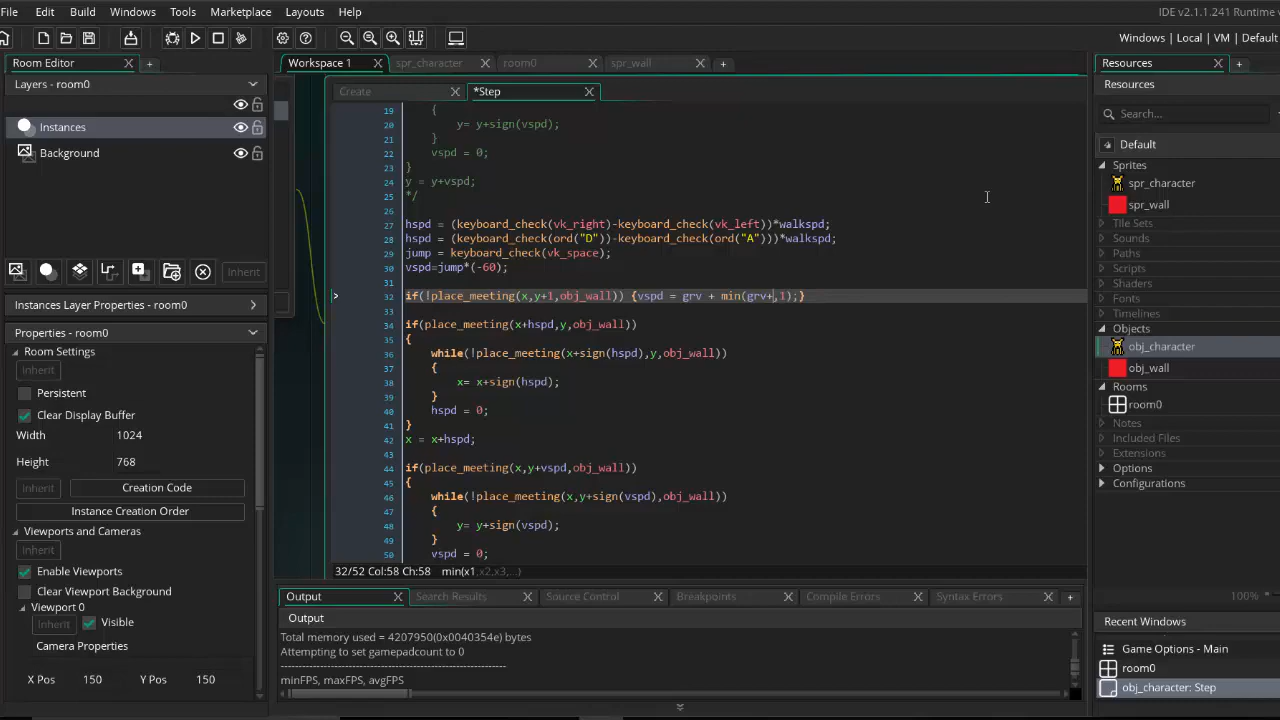 File Edit Build Windows Tools Marketplace Layouts Help
IDE v2.1.1.241 Runtime
Windows | Local | VM | Default
Room Editor
Workspace 1 spr_character room0 spr_wall
Resources
Layers - room0
Create *Step
Resources
Search...
Instances
Background
Default
Sprites
spr_character
spr_wall
Tile Sets
Sounds
Paths
Scripts
Shaders
Fonts
Timelines
Objects
obj_character
obj_wall
Rooms
room0
Notes
Included Files
Extensions
Options
Configurations
19 {
20 y= y+sign(vspd);
21 }
22 vspd = 0;
23 }
24 y = y+vspd;
25 */
26
27 hspd = (keyboard_check(vk_right)-keyboard_check(vk_left))*walkspd;
28 hspd = (keyboard_check(ord("D"))-keyboard_check(ord("A")))*walkspd;
29 jump = keyboard_check(vk_space);
30 vspd=jump*(-60);
31
32 if(!place_meeting(x,y+1,obj_wall)) {vspd = grv + min(grv+,1);}
33
34 if(place_meeting(x+hspd,y,obj_wall))
35 {
36 while(!place_meeting(x+sign(hspd),y,obj_wall))
37 {
38 x= x+sign(hspd);
39 }
40 hspd = 0;
41 }
42 x = x+hspd;
43
44 if(place_meeting(x,y+vspd,obj_wall))
45 {
46 while(!place_meeting(x,y+sign(vspd),obj_wall))
47 {
48 y= y+sign(vspd);
49 }
50 vspd = 0;
32/52 Col:58 Ch:58 min(x1,x2,x3,...)
100%
Inherit
Instances Layer Properties - room0
Properties - room0
Room Settings
Inherit
Persistent
Clear Display Buffer
Width 1024
Height 768
Inherit Creation Code
Instance Creation Order
Viewports and Cameras
Inherit
Enable Viewports
Clear Viewport Background
Viewport 0
Inherit Visible
Camera Properties
X Pos 150 Y Pos 150
Output Search Results Source Control Breakpoints Compile Errors Syntax Errors
Output
Total memory used = 4207950(0x0040354e) bytes
Attempting to set gamepadcount to 0
----------------------------------------------------
minFPS, maxFPS, avgFPS
Recent Windows
Game Options - Main
room0
obj_character: Step